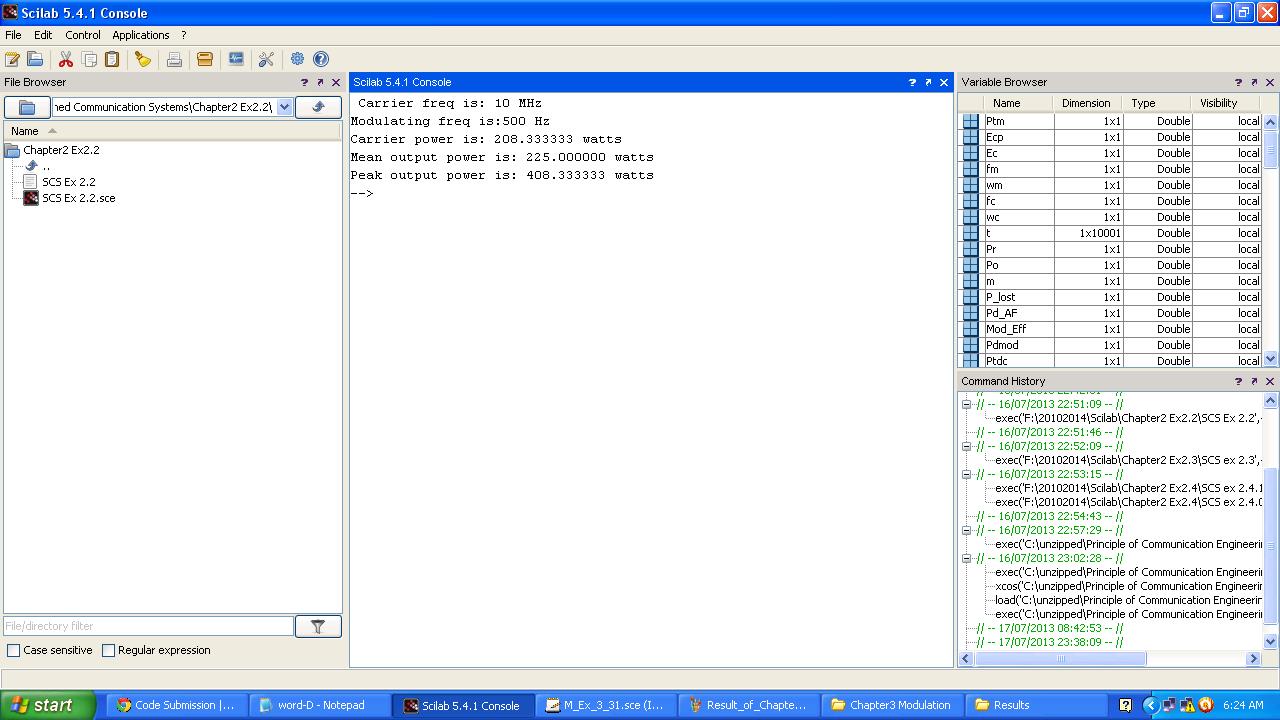 Scilab 5.4.1 Console
File Edit Control Applications ?
File Browser ? 
ned Communication Systems\Chapter2 Ex2.2\
Name
Chapter2 Ex2.2
..
SCS Ex 2.2
SCS Ex 2.2.sce
File/directory filter
Case sensitive Regular expression
Scilab 5.4.1 Console ?
Carrier freq is: 10 MHz
Modulating freq is:500 Hz
Carrier power is: 208.333333 watts
Mean output power is: 225.000000 watts
Peak output power is: 408.333333 watts
-->
Variable Browser ?
Name Dimension Type Visibility
Ptm 1x1 Double local
Ecp 1x1 Double local
Ec 1x1 Double local
fm 1x1 Double local
wm 1x1 Double local
fc 1x1 Double local
wc 1x1 Double local
t 1x10001 Double local
Pr 1x1 Double local
Po 1x1 Double local
m 1x1 Double local
P_lost 1x1 Double local
Pd_AF 1x1 Double local
Mod_Eff 1x1 Double local
Pdmod 1x1 Double local
Ptdc 1x1 Double local
Command History ?
// -- 16/07/2013 22:51:09 -- //
exec('F:\20102014\Scilab\Chapter2 Ex2.2\SCS Ex 2.2',
// -- 16/07/2013 22:51:46 -- //
// -- 16/07/2013 22:52:09 -- //
exec('F:\20102014\Scilab\Chapter2 Ex2.3\SCS ex 2.3',
// -- 16/07/2013 22:53:15 -- //
exec('F:\20102014\Scilab\Chapter2 Ex2.4\SCS ex 2.4.1
exec('F:\20102014\Scilab\Chapter2 Ex2.4\SCS ex 2.4.
// -- 16/07/2013 22:54:43 -- //
// -- 16/07/2013 22:57:29 -- //
exec('C:\unzipped\Principle of Communication Engineeri
// -- 16/07/2013 23:02:28 -- //
exec('C:\unzipped\Principle of Communication Engineeri
xcos('C:\unzipped\Principle of Communication Engineeri
load('C:\unzipped\Principle of Communication Engineeri
exec('C:\unzipped\Principle of Communication Engineeri
// -- 17/07/2013 08:42:53 -- //
// -- 17/07/2013 23:38:09 -- //
start Code Submission |... word-D - Notepad Scilab 5.4.1 Console M_Ex_3_31.sce (I... Result_of_Chapte... Chapter3 Modulation Results ? 6:24 AM